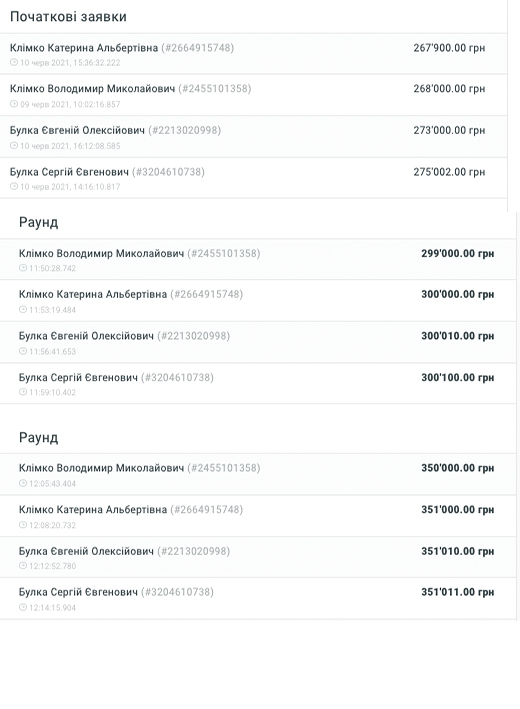 Початкові заявки
Клімко Катерина Альбертівна (#2664915748) 267'900.00 грн
10 черв 2021, 15:36:32.222
Клімко Володимир Миколайович (#2455101358) 268'000.00 грн
09 черв 2021, 10:02:16.857
Булка Євгеній Олексійович (#2213020998) 273'000.00 грн
10 черв 2021, 16:12:08.585
Булка Сергій Євгенович (#3204610738) 275'002.00 грн
10 черв 2021, 14:16:10.817
Раунд
Клімко Володимир Миколайович (#2455101358) 299'000.00 грн
11:50:28.742
Клімко Катерина Альбертівна (#2664915748) 300'000.00 грн
11:53:19.484
Булка Євгеній Олексійович (#2213020998) 300'010.00 грн
11:56:41.653
Булка Сергій Євгенович (#3204610738) 300'100.00 грн
11:59:10.402
Раунд
Клімко Володимир Миколайович (#2455101358) 350'000.00 грн
12:05:43.404
Клімко Катерина Альбертівна (#2664915748) 351'000.00 грн
12:08:20.732
Булка Євгеній Олексійович (#2213020998) 351'010.00 грн
12:12:52.780
Булка Сергій Євгенович (#3204610738) 351'011.00 грн
12:14:15.904